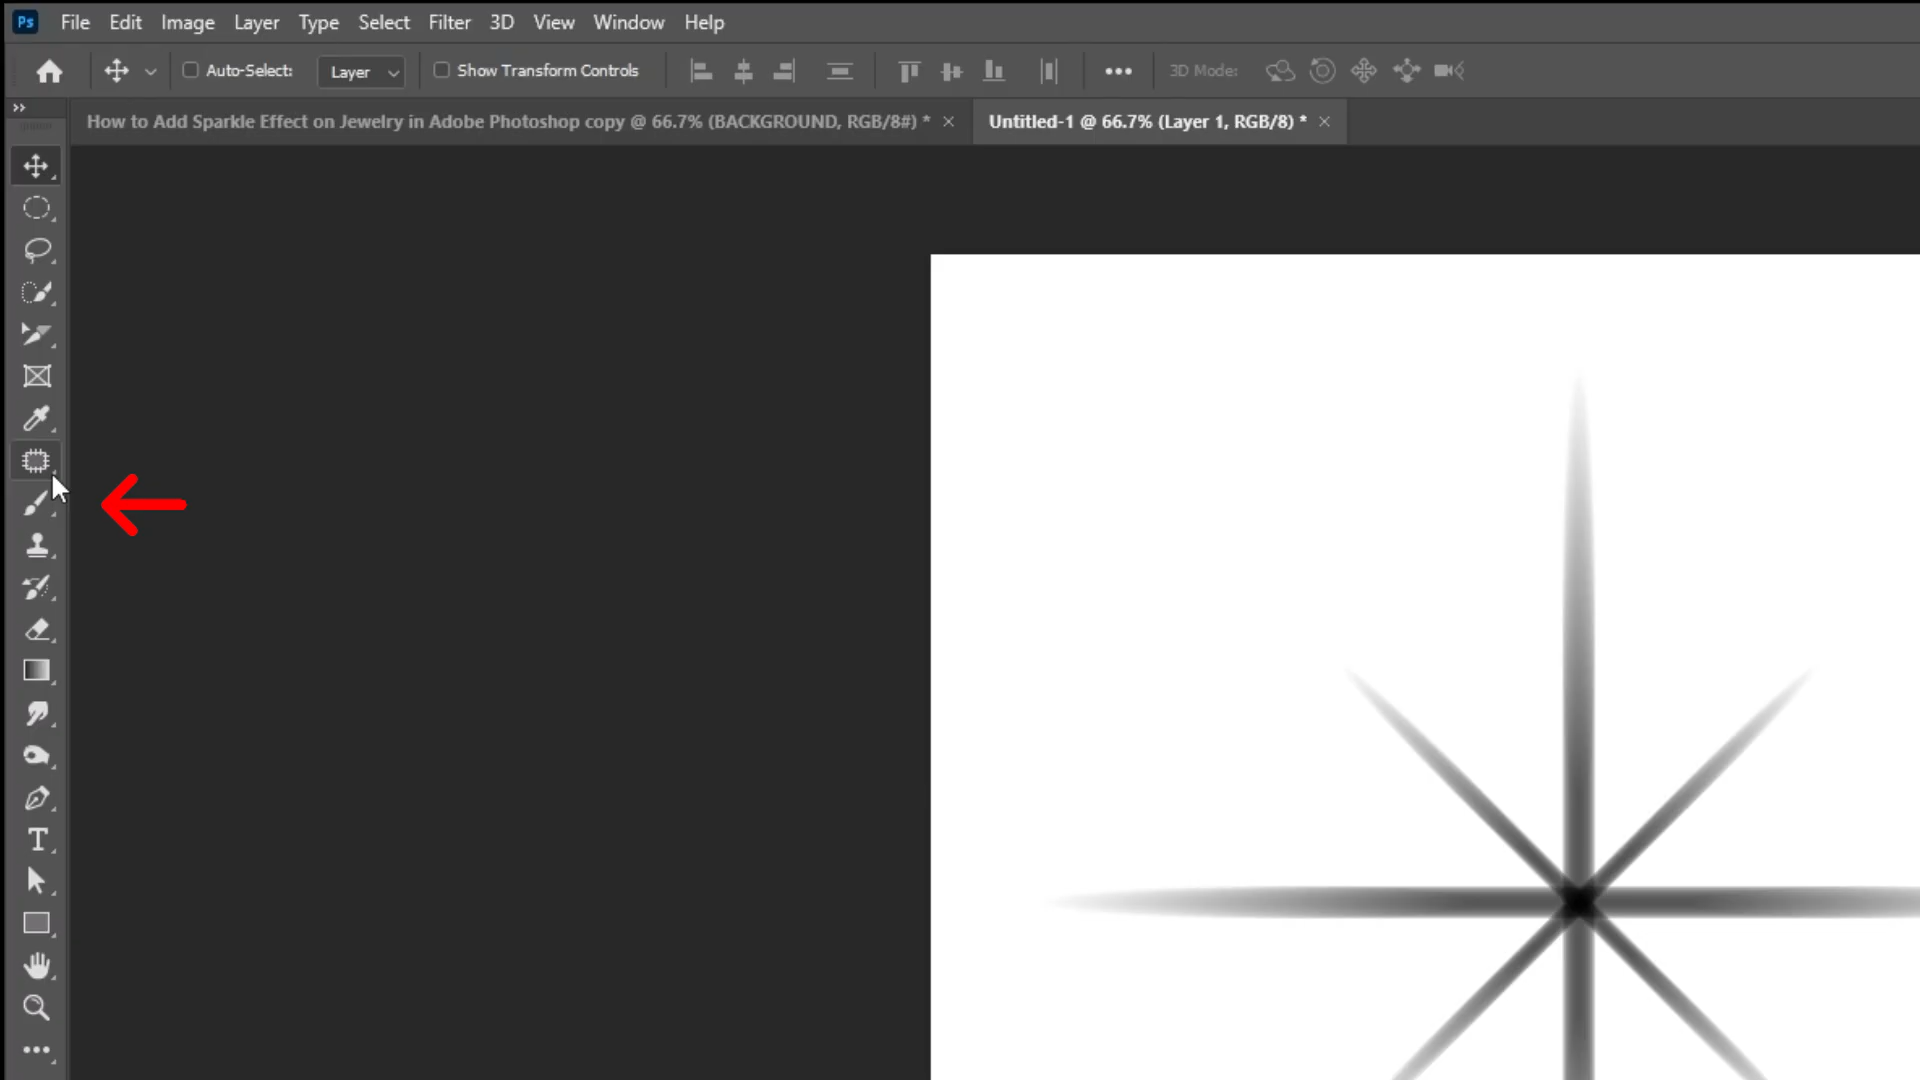 Ps File Edit Image Layer Type Select Filter 3D View Window Help
Auto-Select: Layer Show Transform Controls 3D Mode:
How to Add Sparkle Effect on Jewelry in Adobe Photoshop copy @ 66.7% (BACKGROUND, RGB/8#) * Untitled-1 @ 66.7% (Layer 1, RGB/8) *